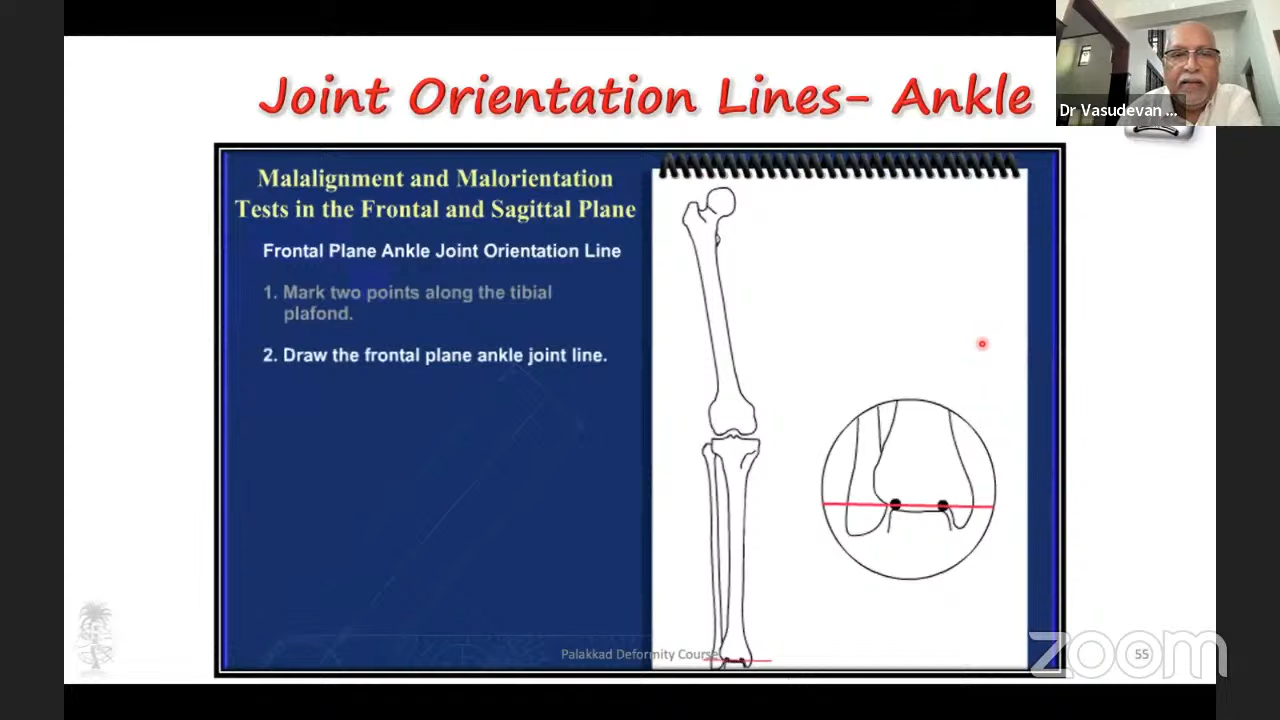 Joint Orientation Lines- Ankle
Dr Vasudevan ...
Malalignment and Malorientation
Tests in the Frontal and Sagittal Plane
Frontal Plane Ankle Joint Orientation Line
1. Mark two points along the tibial
plafond.
2. Draw the frontal plane ankle joint line.
Palakkad Deformity Course
zoom
55